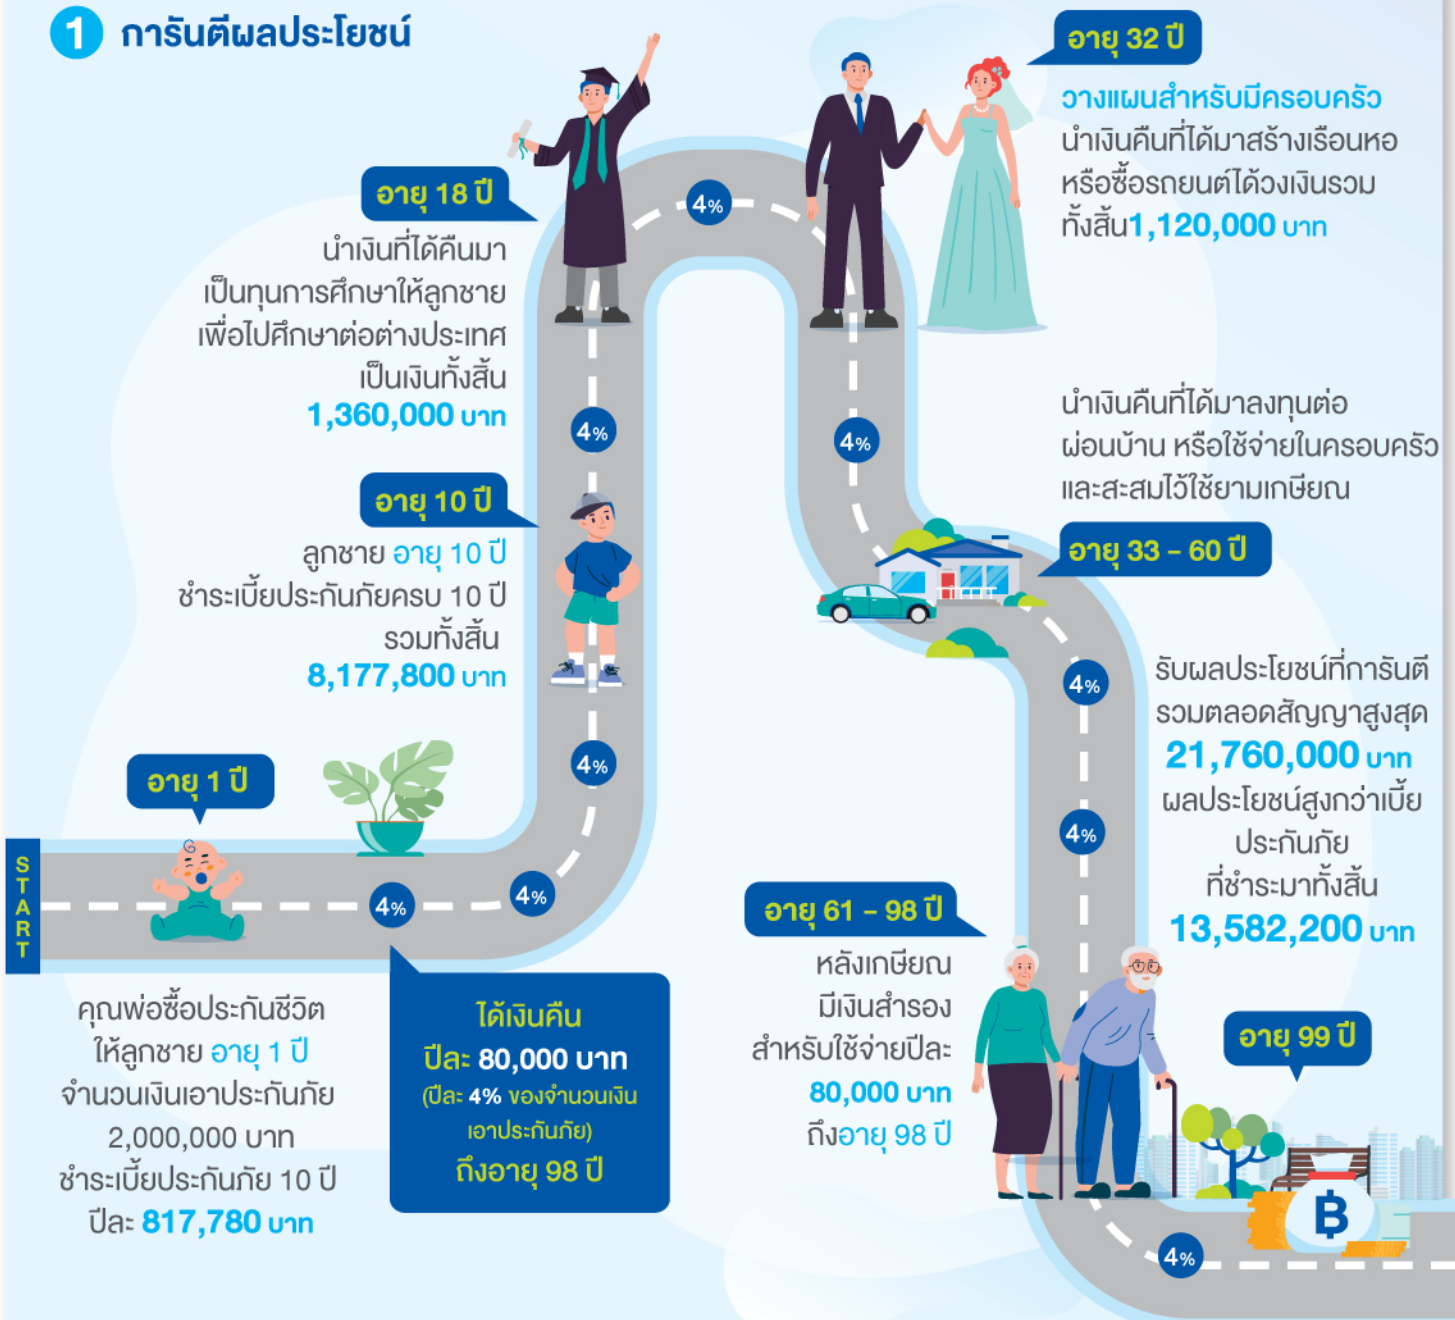 1 การันตีผลประโยชน์
อายุ 32 ปี
วางแผนสำหรับมีครอบครัว
นำเงินคืนที่ได้มาสร้างเรือนหอ
หรือซื้อรถยนต์ได้วงเงินรวม
ทั้งสิ้น1,120,000 บาท
อายุ 18 ปี
นำเงินที่ได้คืนมา
เป็นทุนการศึกษาให้ลูกชาย
เพื่อไปศึกษาต่อต่างประเทศ
เป็นเงินทั้งสิ้น
1,360,000 บาท
4%
4%
4%
นำเงินคืนที่ได้มาลงทุนต่อ
ผ่อนบ้าน หรือใช้จ่ายในครอบครัว
และสะสมไว้ใช้ยามเกษียณ
อายุ 33 - 60 ปี
อายุ 10 ปี
ลูกชาย อายุ 10 ปี
ชำระเบี้ยประกันภัยครบ 10 ปี
รวมทั้งสิ้น
8,177,800 บาท
4%
4%
4%
รับผลประโยชน์ที่การันตี
รวมตลอดสัญญาสูงสุด
21,760,000 บาท
ผลประโยชน์สูงกว่าเบี้ย
ประกันภัย
ที่ชำระมาทั้งสิ้น
13,582,200 บาท
อายุ 1 ปี
START
4%
4%
คุณพ่อซื้อประกันชีวิต
ให้ลูกชาย อายุ 1 ปี
จำนวนเงินเอาประกันภัย
2,000,000 บาท
ชำระเบี้ยประกันภัย 10 ปี
ปีละ 817,780 บาท
ได้เงินคืน
ปีละ 80,000 บาท
(ปีละ 4% ของจำนวนเงิน
เอาประกันภัย)
ถึงอายุ 98 ปี
อายุ 61 - 98 ปี
หลังเกษียณ
มีเงินสำรอง
สำหรับใช้จ่ายปีละ
80,000 บาท
ถึงอายุ 98 ปี
อายุ 99 ปี
฿
4%